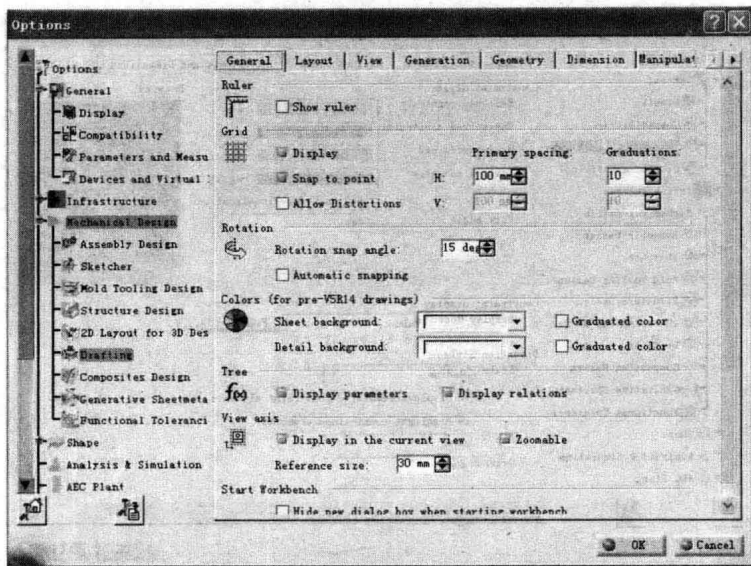 Options
Options
General
Display
Compatibility
Parameters and Measu
Devices and Virtual
Infrastructure
Mechanical Design
Assembly Design
Sketcher
Mold Tooling Design
Structure Design
2D Layout for 3D Des
Drafting
Composites Design
Generative Sheetmeta
Functional Toleranci
Shape
Analysis & Simulation
AEC Plant
General Layout View Generation Geometry Dimension Manipulat
Ruler
Show ruler
Grid
Display Primary spacing: Graduations:
Snap to point H: 100 mm 10
Allow Distortions V: 100 mm 10
Rotation
Rotation snap angle: 15 deg
Automatic snapping
Colors (for pre-V5R14 drawings)
Sheet background: Graduated color
Detail background: Graduated color
Tree
f(x) Display parameters Display relations
View axis
Display in the current view Zoomable
Reference size: 30 mm
Start Workbench
Hide new dialog box when starting workbench
OK Cancel